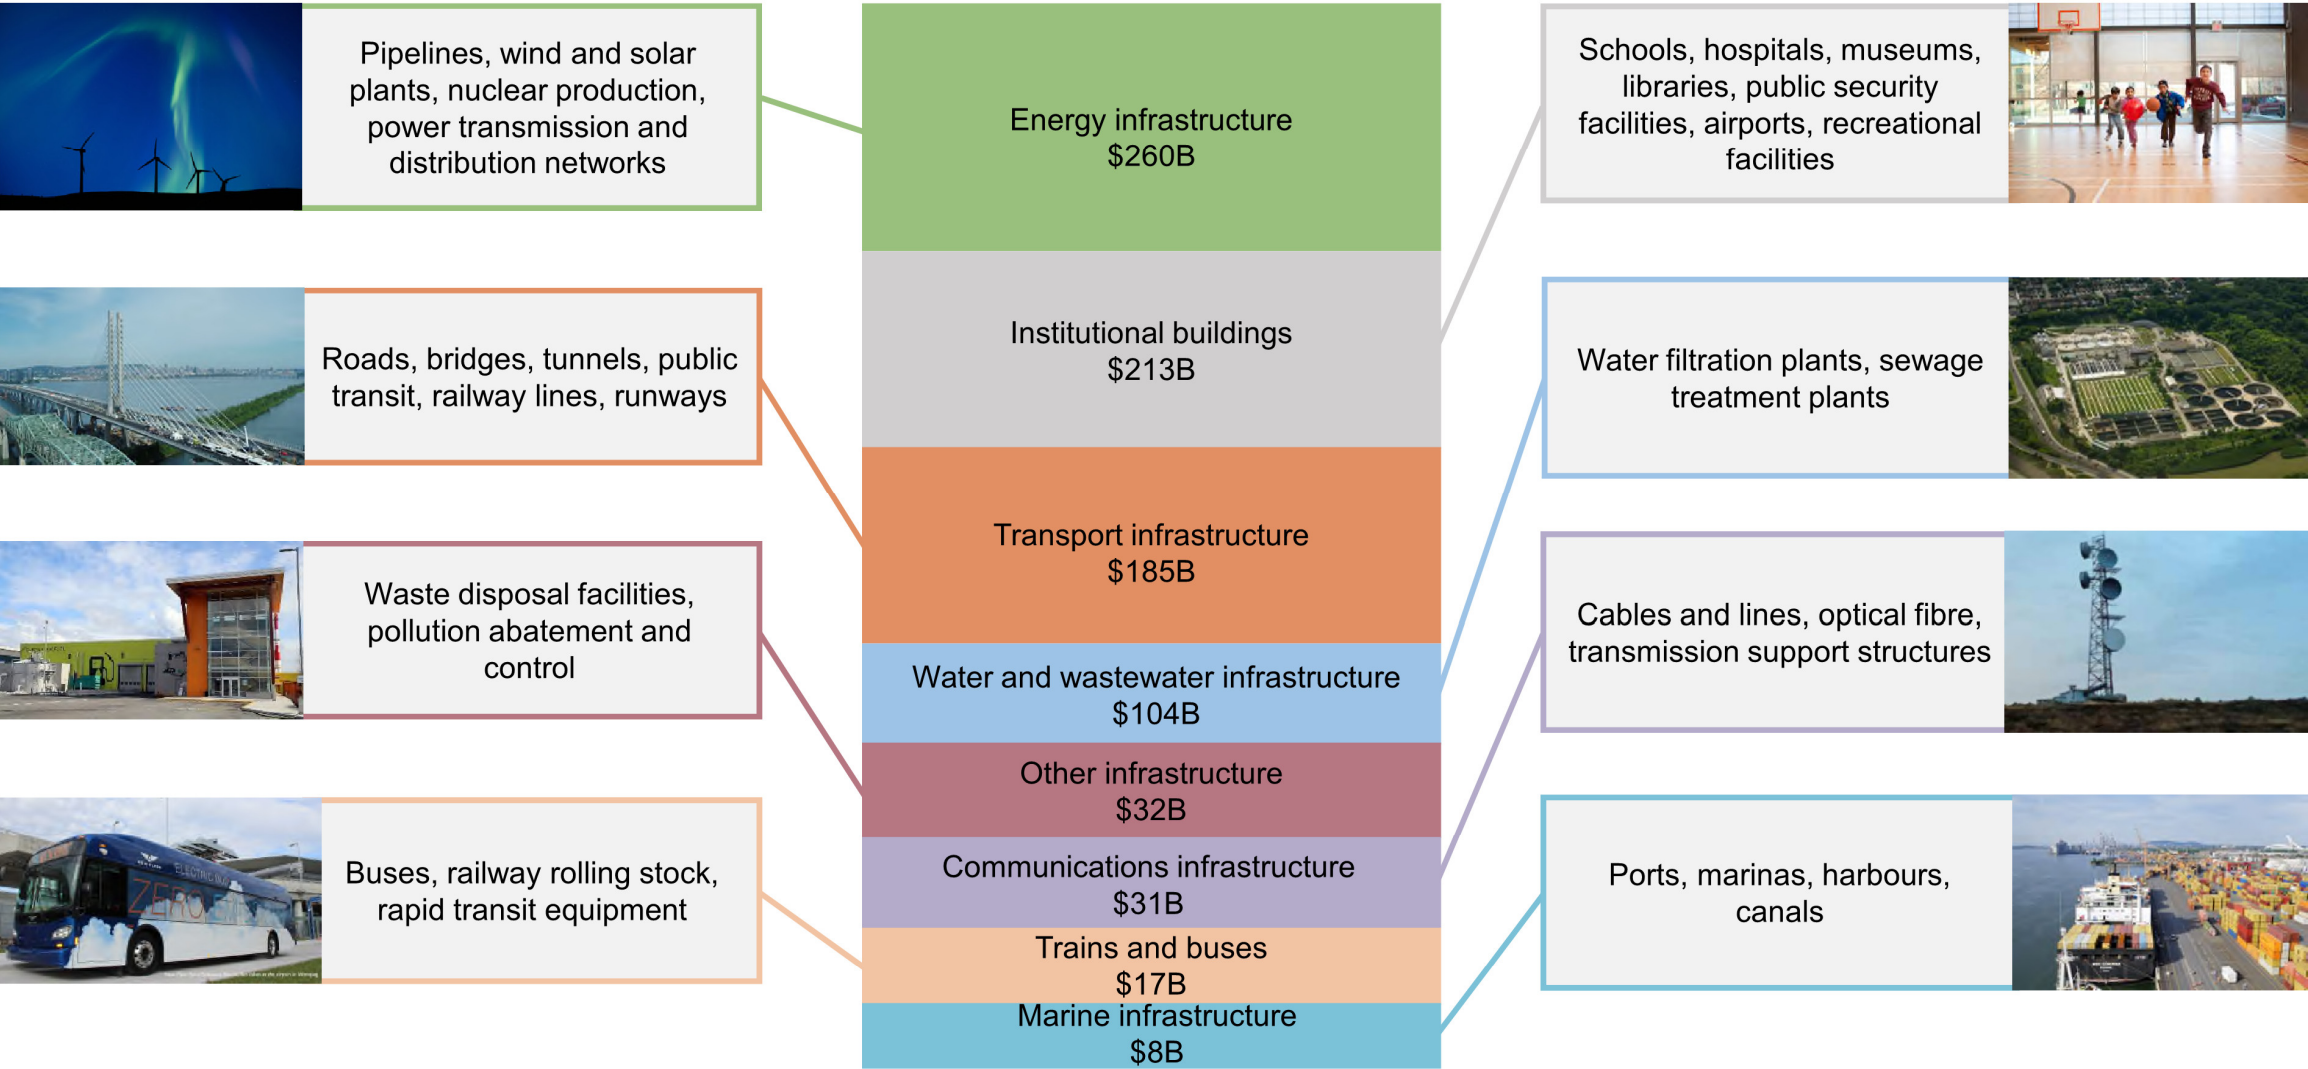 Pipelines, wind and solar
plants, nuclear production,
power transmission and
distribution networks
Roads, bridges, tunnels, public
transit, railway lines, runways
Waste disposal facilities,
pollution abatement and
control
ELECTRIC BUS
ZERO
Buses, railway rolling stock,
rapid transit equipment
Energy infrastructure
$260B
Institutional buildings
$213B
Transport infrastructure
$185B
Water and wastewater infrastructure
$104B
Other infrastructure
$32B
Communications infrastructure
$31B
Trains and buses
$17B
Marine infrastructure
$8B
Schools, hospitals, museums,
libraries, public security
facilities, airports, recreational
facilities
Water filtration plants, sewage
treatment plants
Cables and lines, optical fibre,
transmission support structures
Ports, marinas, harbours,
canals